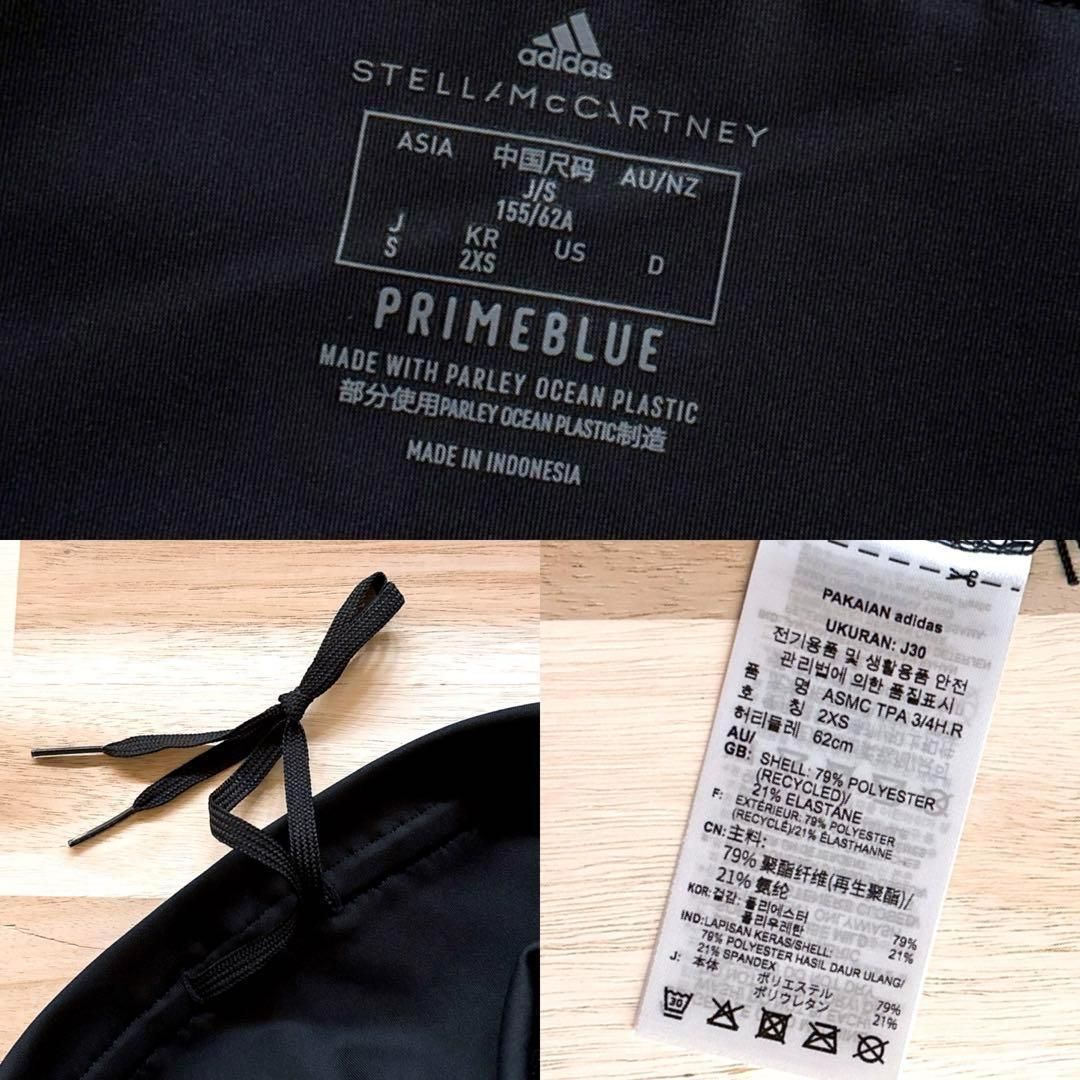 adidas
STELLA McCARTNEY
ASIA 中国尺码 AU/NZ
J/S
155/62A
J KR US D
S 2XS
PRIMEBLUE
MADE WITH PARLEY OCEAN PLASTIC
部分使用PARLEY OCEAN PLASTIC制造
MADE IN INDONESIA
PAKAIAN adidas
UKURAN: J30
전기용품 및 생활용품 안전
관리법에 의한 품질표시
품 명 ASMC TPA 3/4H.R
호 칭 2XS
허리둘레 62cm
AU/
GB: SHELL: 79% POLYESTER
(RECYCLED)/
21% ELASTANE
F: EXTÉRIEUR: 79% POLYESTER
(RECYCLÉ)/21% ÉLASTHANNE
CN: 主料:
79% 聚酯纤维(再生聚酯)/
21% 氨纶
KOR: 겉감: 폴리에스터 79%
폴리우레탄 21%
IND: LAPISAN KERAS/SHELL:
79% POLYESTER HASIL DAUR ULANG/
21% SPANDEX
J: 本体 ポリエステル 79%
ポリウレタン 21%
30